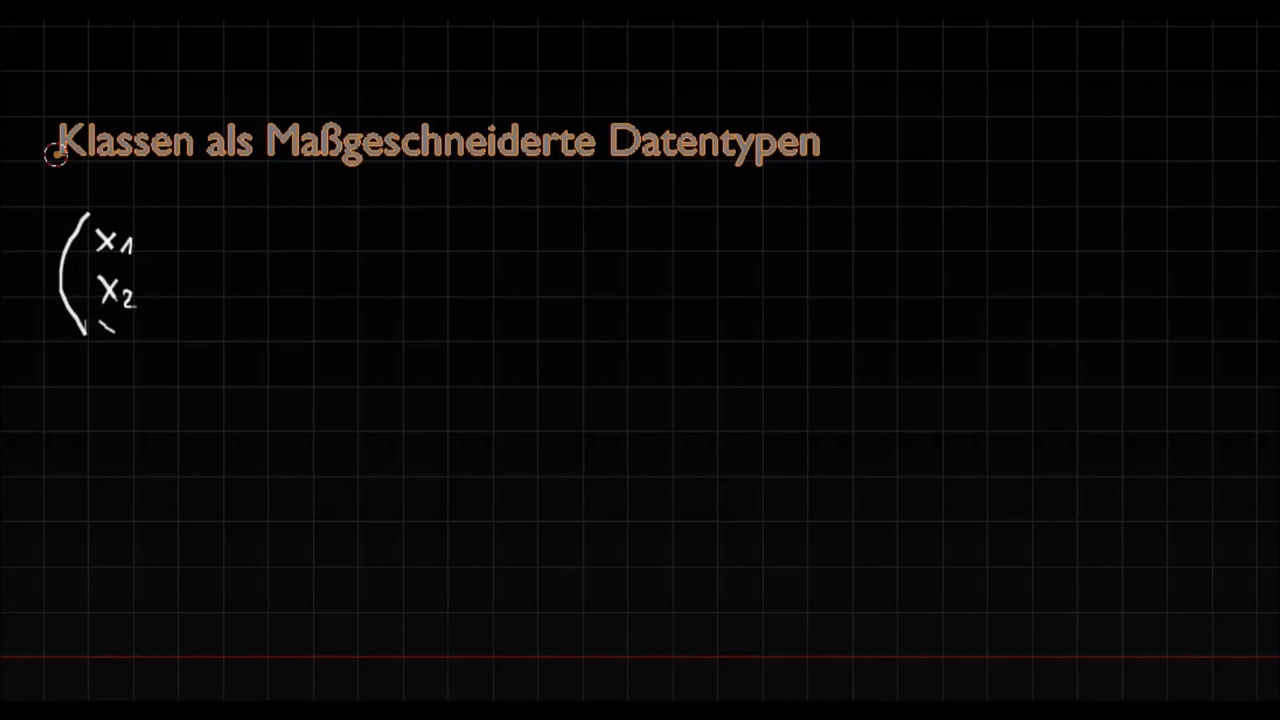 Klassen als Maßgeschneiderte Datentypen
( x₁
x₂